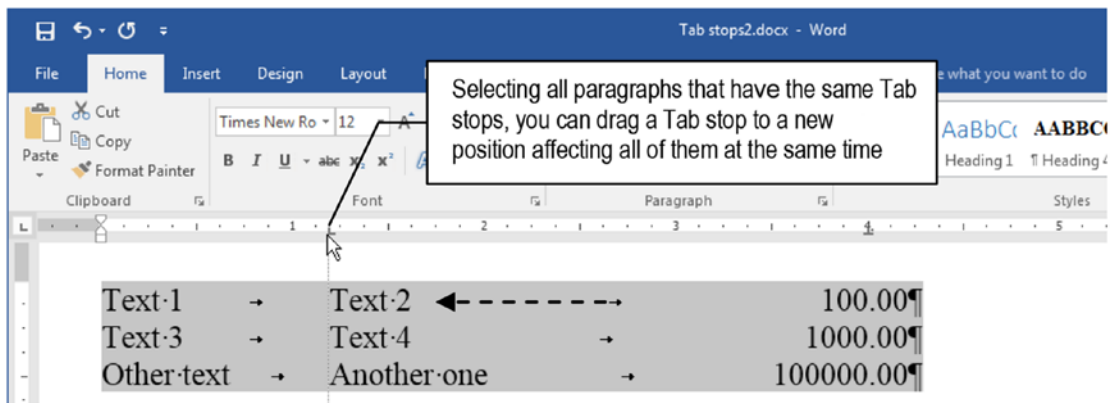 Tab stops2.docx - Word
File Home Insert Design Layout
e what you want to do
Selecting all paragraphs that have the same Tab
stops, you can drag a Tab stop to a new
position affecting all of them at the same time
Cut
Copy
Format Painter
Paste
Times New Ro 12 A
B I U abc x₂ x²
AaBbCc AABBC
Heading 1 ¶ Heading 4
Clipboard Font Paragraph Styles
L 1 2 3 4 5
Text·1 → Text·2 → 100.00¶
Text·3 → Text·4 → 1000.00¶
Other·text → Another·one → 100000.00¶